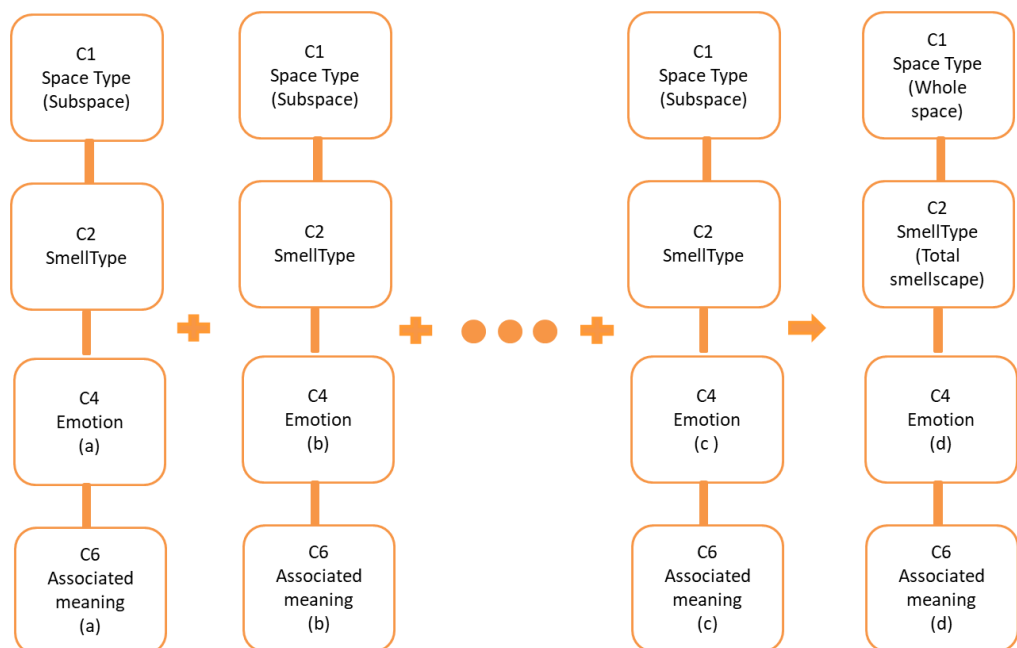 C1
Space Type
(Subspace)
C2
SmellType
C4
Emotion
(a)
C6
Associated
meaning
(a)
C1
Space Type
(Subspace)
C2
SmellType
C4
Emotion
(b)
C6
Associated
meaning
(b)
C1
Space Type
(Subspace)
C2
SmellType
C4
Emotion
(c )
C6
Associated
meaning
(c)
C1
Space Type
(Whole
space)
C2
SmellType
(Total
smellscape)
C4
Emotion
(d)
C6
Associated
meaning
(d)